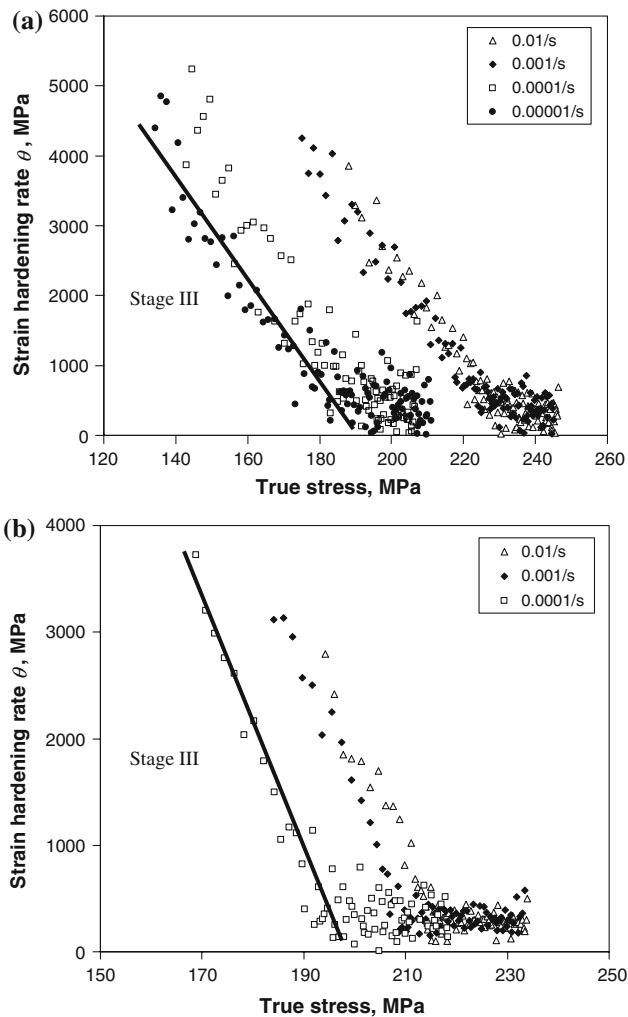 (a)
6000
5000
4000
3000
2000
1000
0
Strain hardening rate θ, MPa
0.01/s
0.001/s
0.0001/s
0.00001/s
Stage III
120 140 160 180 200 220 240 260
True stress, MPa
(b)
4000
3000
2000
1000
0
Strain hardening rate θ, MPa
0.01/s
0.001/s
0.0001/s
Stage III
150 170 190 210 230 250
True stress, MPa